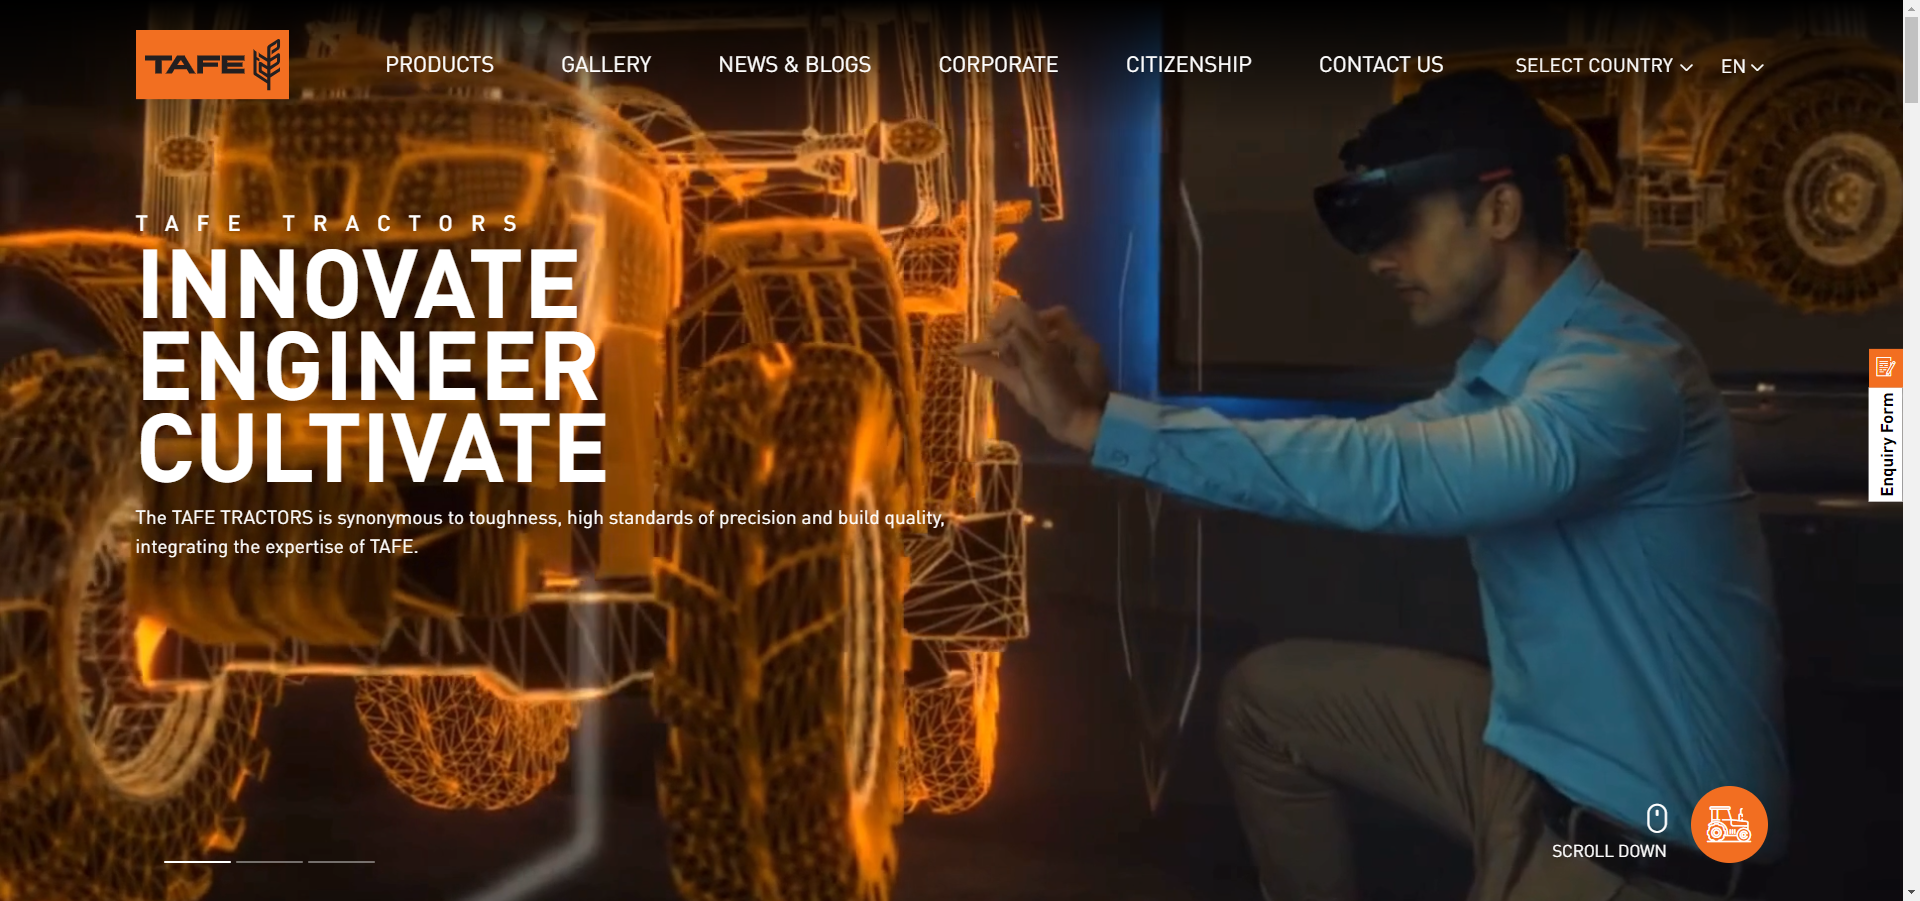 TAFE
PRODUCTS
GALLERY
NEWS & BLOGS
CORPORATE
CITIZENSHIP
CONTACT US
SELECT COUNTRY
EN
TAFE TRACTORS
INNOVATE
ENGINEER
CULTIVATE
The TAFE TRACTORS is synonymous to toughness, high standards of precision and build quality,
integrating the expertise of TAFE.
Enquiry Form
SCROLL DOWN